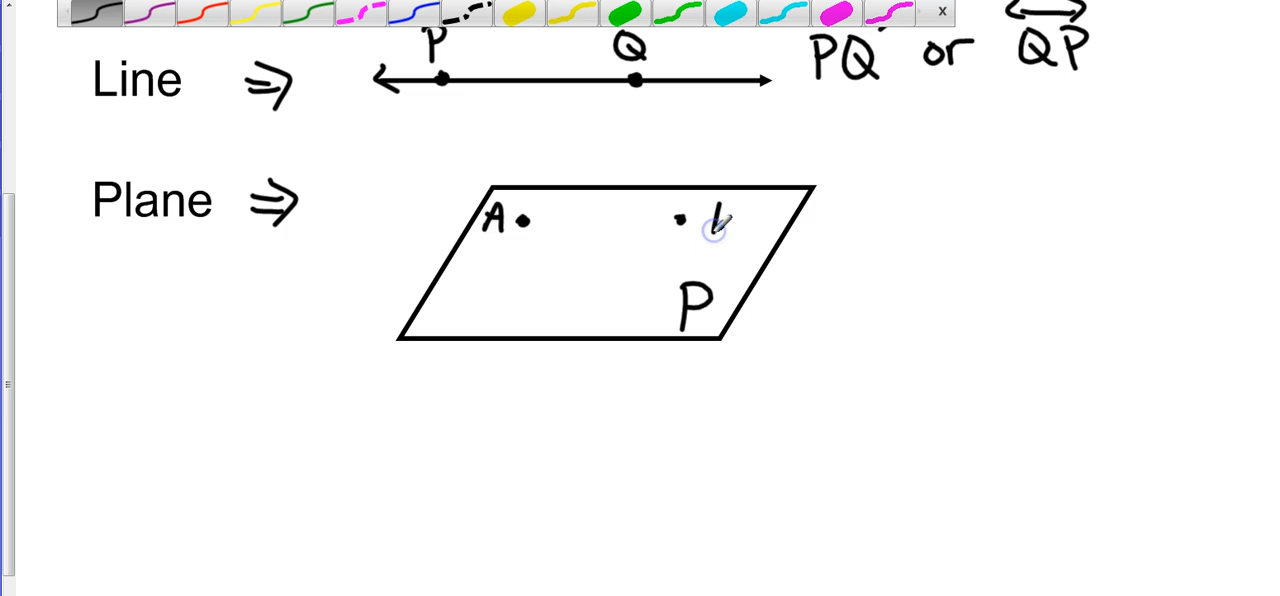 P Q PQ or QP
Line ⇒
Plane ⇒
A
P